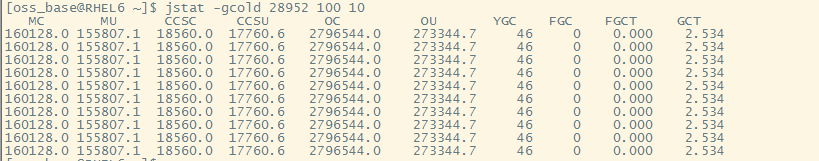 [oss_base@RHEL6 ~]$ jstat -gcold 28952 100 10
MC MU CCSC CCSU OC OU YGC FGC FGCT GCT
160128.0 155807.1 18560.0 17760.6 2796544.0 273344.7 46 0 0.000 2.534
160128.0 155807.1 18560.0 17760.6 2796544.0 273344.7 46 0 0.000 2.534
160128.0 155807.1 18560.0 17760.6 2796544.0 273344.7 46 0 0.000 2.534
160128.0 155807.1 18560.0 17760.6 2796544.0 273344.7 46 0 0.000 2.534
160128.0 155807.1 18560.0 17760.6 2796544.0 273344.7 46 0 0.000 2.534
160128.0 155807.1 18560.0 17760.6 2796544.0 273344.7 46 0 0.000 2.534
160128.0 155807.1 18560.0 17760.6 2796544.0 273344.7 46 0 0.000 2.534
160128.0 155807.1 18560.0 17760.6 2796544.0 273344.7 46 0 0.000 2.534
160128.0 155807.1 18560.0 17760.6 2796544.0 273344.7 46 0 0.000 2.534
160128.0 155807.1 18560.0 17760.6 2796544.0 273344.7 46 0 0.000 2.534
[oss_base@RHEL6 ~]$